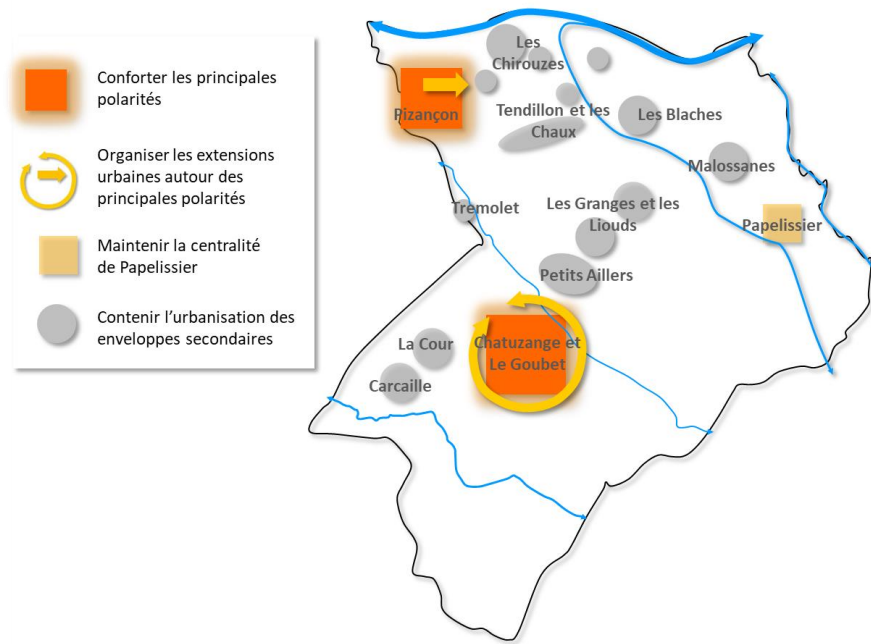 Conforter les principales
polarités
Organiser les extensions
urbaines autour des
principales polarités
Maintenir la centralité
de Papelissier
Contenir l'urbanisation des
enveloppes secondaires
Les
Chirouzes
Pizançon
Tendillon et les
Chaux
Les Blaches
Malossanes
Tremolet
Les Granges et les
Liouds
Papelissier
Petits Aillers
La Cour
Carcaille
Chatuzange et
Le Goubet